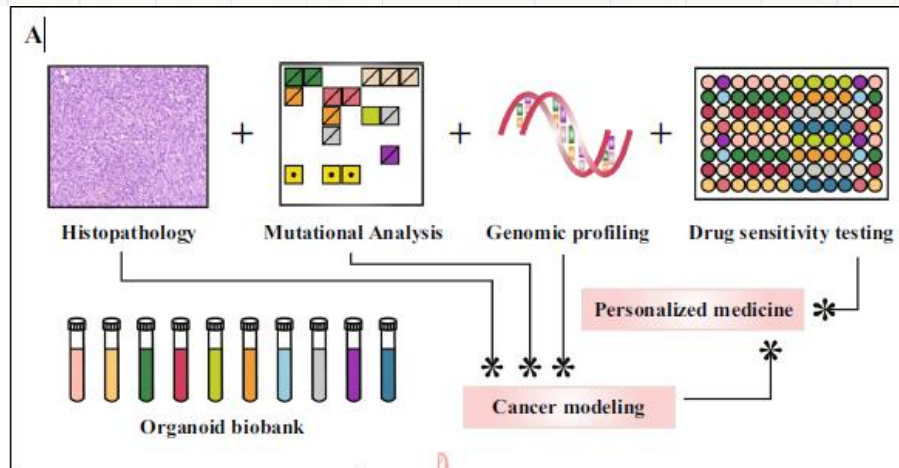 A
+ + +
Histopathology Mutational Analysis Genomic profiling Drug sensitivity testing
Personalized medicine *
* * * *
Cancer modeling
Organoid biobank